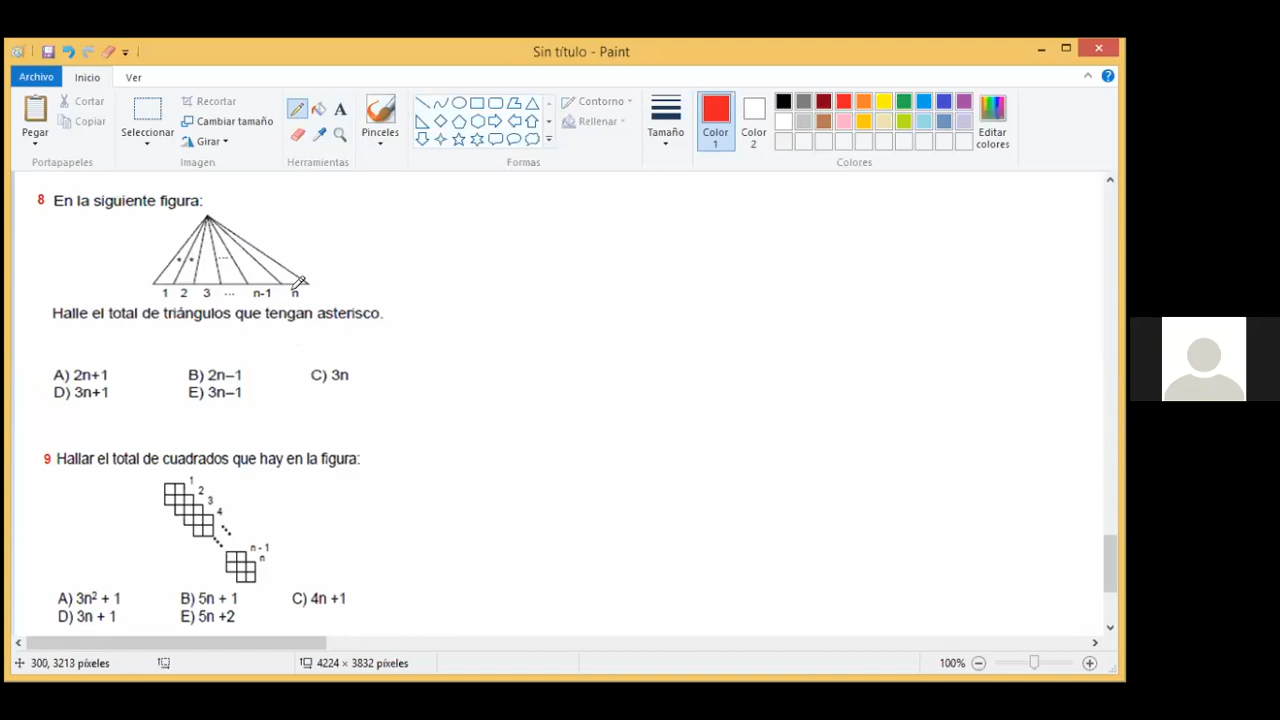 Sin título - Paint
Archivo Inicio Ver
Pegar
Cortar
Copiar
Portapapeles
Seleccionar
Recortar
Cambiar tamaño
Girar
Imagen
A
Herramientas
Pinceles
Contorno
Rellenar
Formas
Tamaño
Color 1
Color 2
Editar colores
Colores
8 En la siguiente figura:
* * ...
1 2 3 ... n-1 n
Halle el total de triángulos que tengan asterisco.
A) 2n+1 B) 2n–1 C) 3n
D) 3n+1 E) 3n–1
9 Hallar el total de cuadrados que hay en la figura:
1
2
3
4
n - 1
n
A) 3n² + 1 B) 5n + 1 C) 4n +1
D) 3n + 1 E) 5n +2
300, 3213 píxeles 4224 × 3832 píxeles 100%